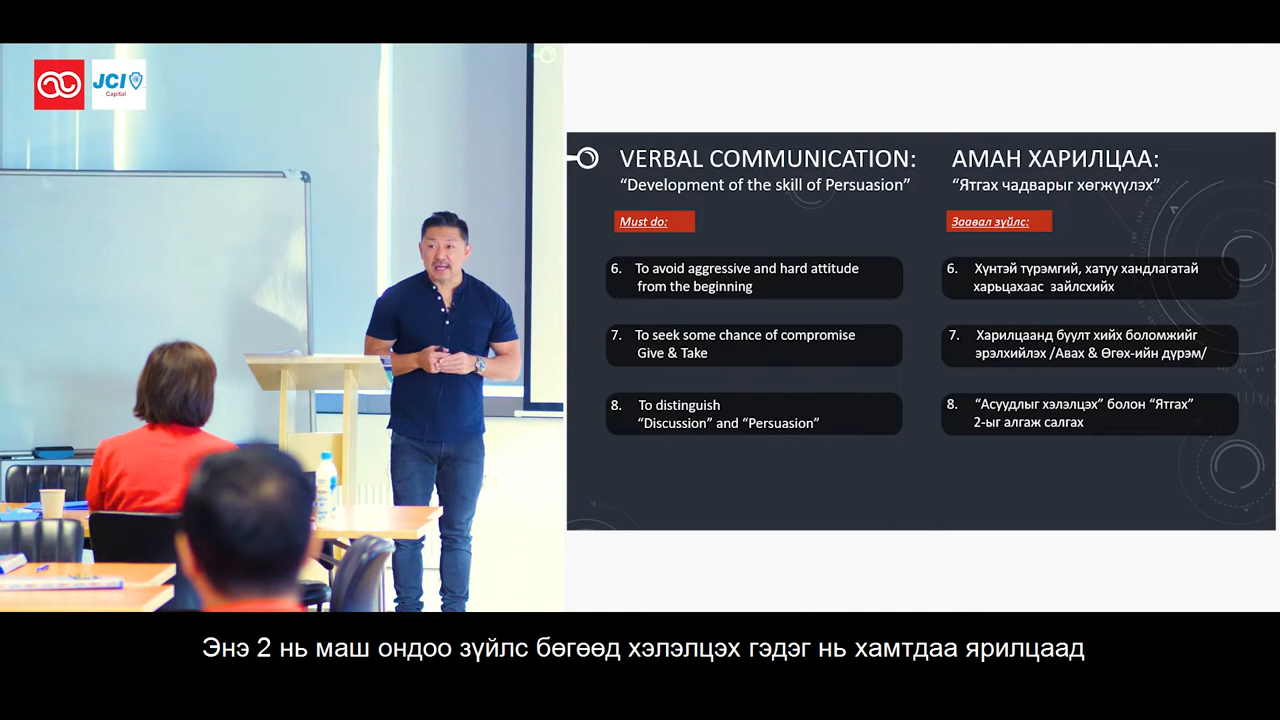 JCI
Capital
VERBAL COMMUNICATION:
“Development of the skill of Persuasion”
Must do:
6. To avoid aggressive and hard attitude
from the beginning
7. To seek some chance of compromise
Give & Take
8. To distinguish
“Discussion” and “Persuasion”
АМАН ХАРИЛЦАА:
“Ятгах чадварыг хөгжүүлэх”
Заавал зүйлс:
6. Хүнтэй түрэмгий, хатуу хандлагатай
харьцахаас зайлсхийх
7. Харилцаанд буулт хийх боломжийг
эрэлхийлэх /Авах & Өгөх-ийн дүрэм/
8. “Асуудлыг хэлэлцэх” болон “Ятгах”
2-ыг алгаж салгах
Энэ 2 нь маш ондоо зүйлс бөгөөд хэлэлцэх гэдэг нь хамтдаа ярилцаад